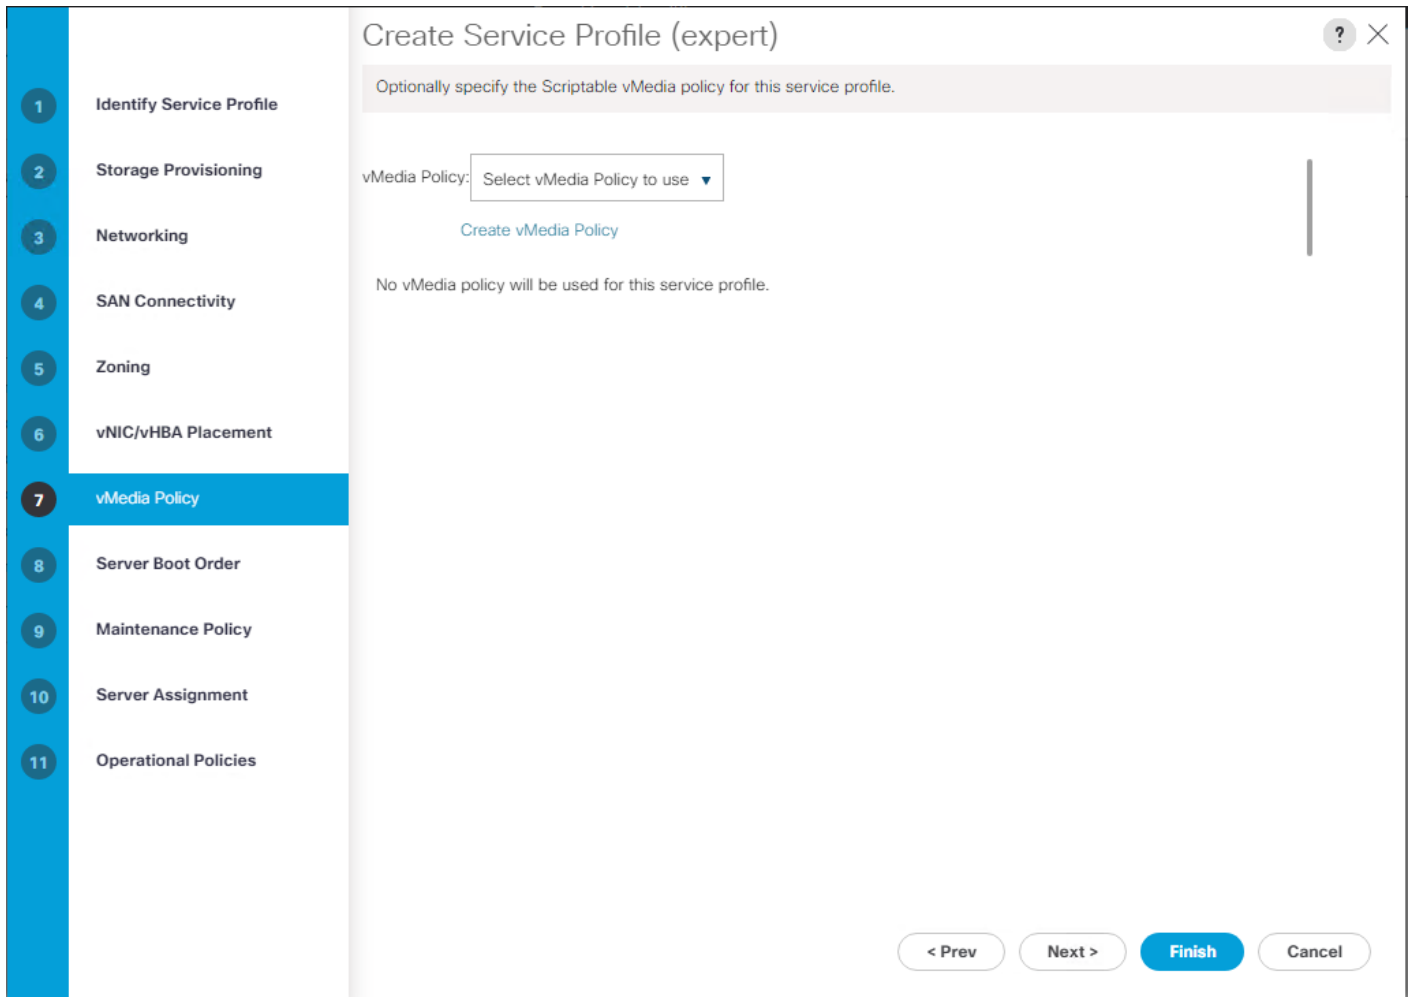 Create Service Profile (expert)
?
Optionally specify the Scriptable vMedia policy for this service profile.
1 Identify Service Profile
2 Storage Provisioning
3 Networking
4 SAN Connectivity
5 Zoning
6 vNIC/vHBA Placement
7 vMedia Policy
8 Server Boot Order
9 Maintenance Policy
10 Server Assignment
11 Operational Policies
vMedia Policy: Select vMedia Policy to use
Create vMedia Policy
No vMedia policy will be used for this service profile.
< Prev Next > Finish Cancel